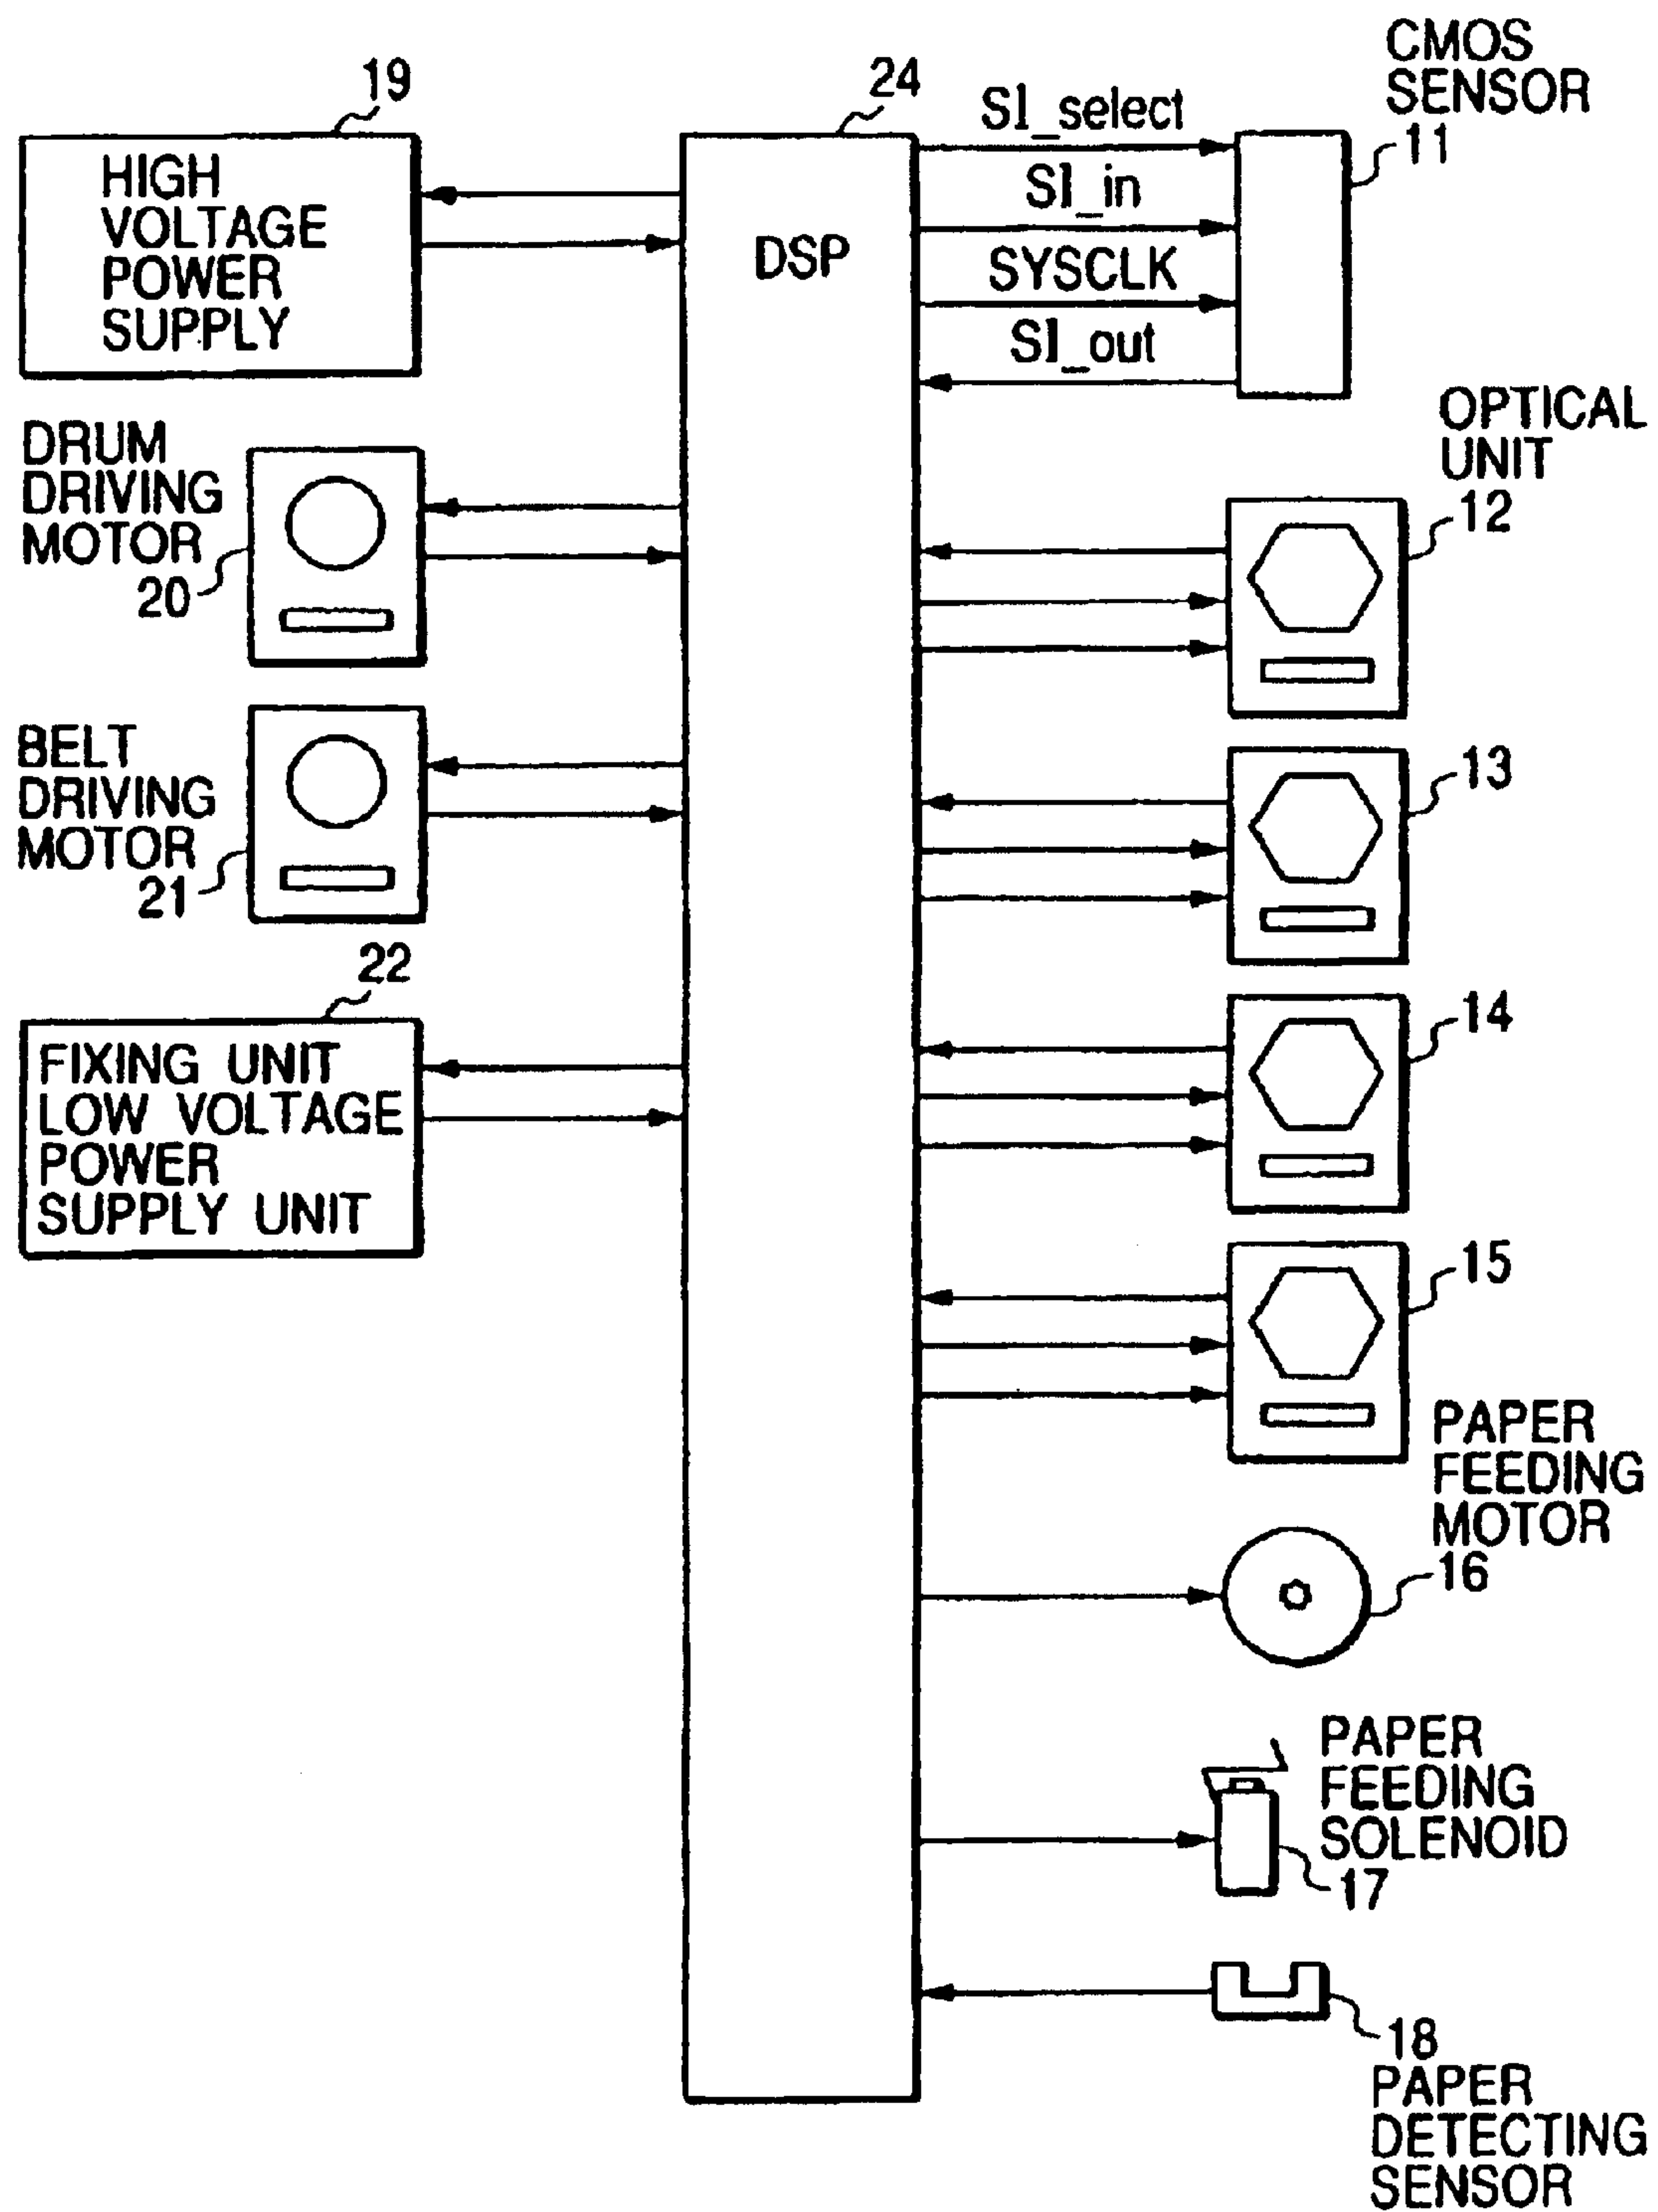 19
HIGH
VOLTAGE
POWER
SUPPLY
DRUM
DRIVING
MOTOR
20
BELT
DRIVING
MOTOR
21
22
FIXING UNIT
LOW VOLTAGE
POWER
SUPPLY UNIT
24
DSP
SI_select
SI_in
SYSCLK
SI_out
CMOS
SENSOR
11
OPTICAL
UNIT
12
13
14
15
PAPER
FEEDING
MOTOR
16
PAPER
FEEDING
SOLENOID
17
18
PAPER
DETECTING
SENSOR